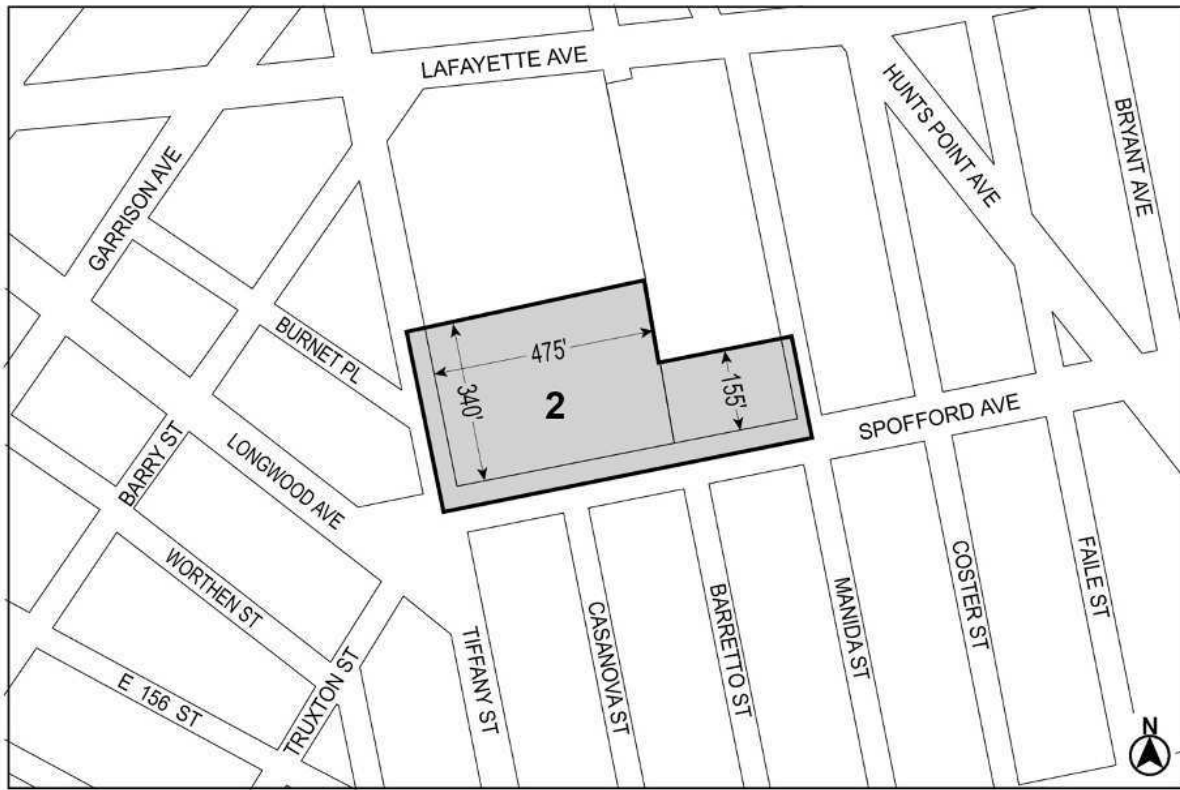 LAFAYETTE AVE
HUNTS POINT AVE
BRYANT AVE
GARRISON AVE
BURNET PL
475'
340'
2
155'
SPOFFORD AVE
BARRY ST
LONGWOOD AVE
WORTHEN ST
E 156 ST
TRUXTON ST
TIFFANY ST
CASANOVA ST
BARRETTO ST
MANIDA ST
COSTER ST
FAILE ST
N